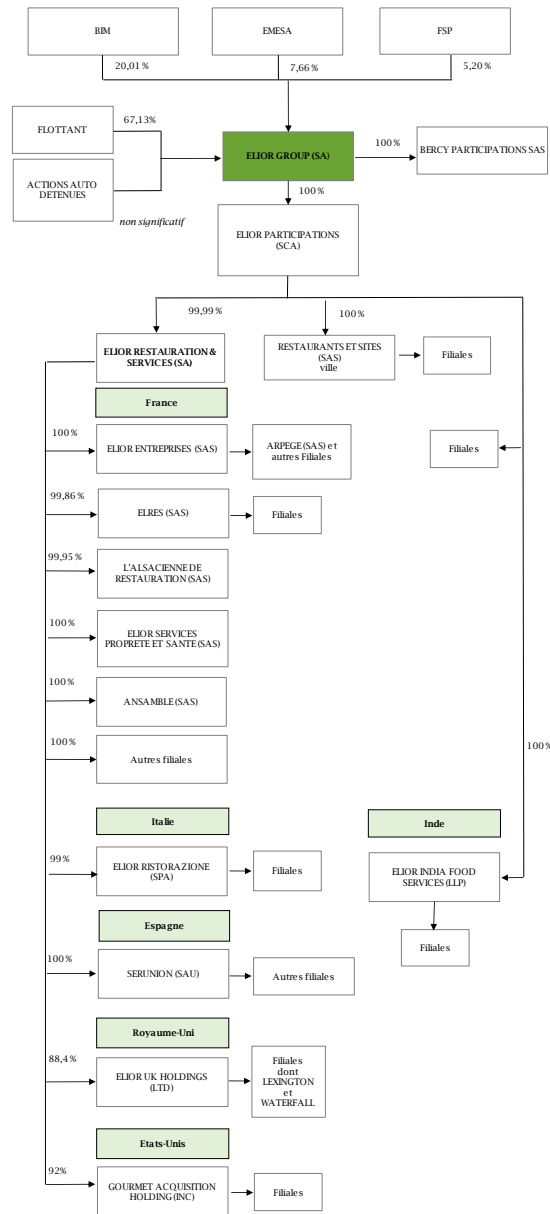 BIM
EMESA
FSP
20,01%
7,66%
5,20%
FLOTTANT
67,13%
ELIOR GROUP (SA)
100%
BERCY PARTICIPATIONS SAS
ACTIONS AUTO
DETENUES
non significatif
100%
ELIOR PARTICIPATIONS
(SCA)
99,99%
100%
ELIOR RESTAURATION &
SERVICES (SA)
RESTAURANTS ET SITES
(SAS)
ville
Filiales
France
100%
ELIOR ENTREPRISES (SAS)
ARPEGE (SAS) et
autres Filiales
Filiales
99,86%
ELRES (SAS)
Filiales
99,95%
L'ALSACIENNE DE
RESTAURATION (SAS)
100%
ELIOR SERVICES
PROPRETE ET SANTE (SAS)
100%
ANSAMBLE (SAS)
100%
Autres filiales
100%
Italie
Inde
99%
ELIOR RISTORAZIONE
(SPA)
Filiales
ELIOR INDIA FOOD
SERVICES (LLP)
Filiales
Espagne
100%
SERUNION (SAU)
Autres filiales
Royaume-Uni
88,4%
ELIOR UK HOLDINGS
(LTD)
Filiales
dont
LEXINGTON
et
WATERFALL
Etats-Unis
92%
GOURMET ACQUISITION
HOLDING (INC)
Filiales